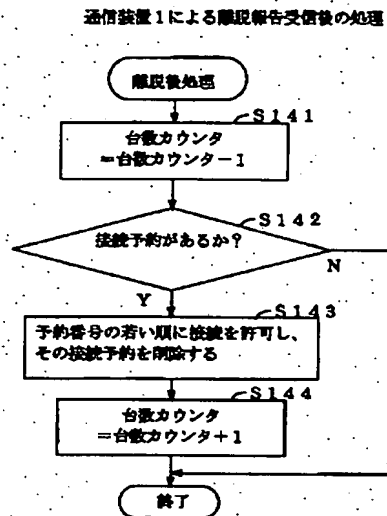 通信装置1による離脱報告受信後の処理
離脱後処理
S141
台数カウンタ
=台数カウンタ-1
S142
接続予約があるか?
N
Y
S143
予約番号の若い順に接続を許可し、
その接続予約を削除する
S144
台数カウンタ
=台数カウンタ+1
終了